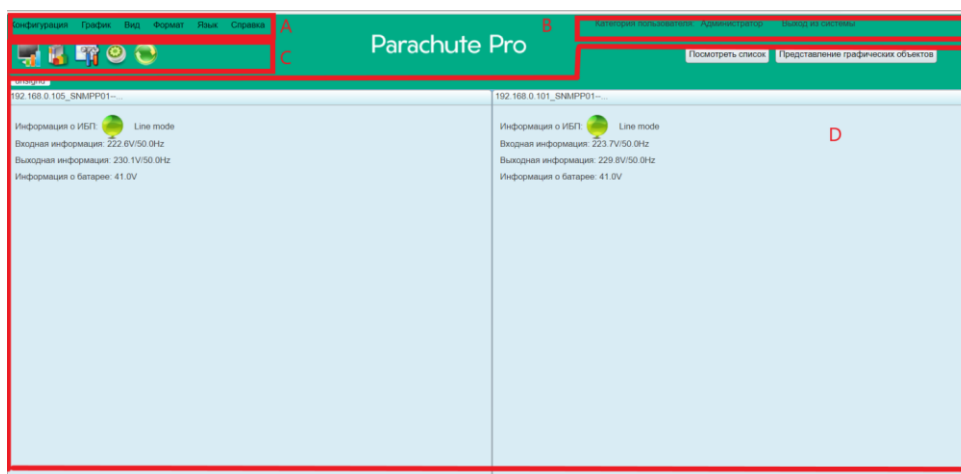 Конфигурация График Вид Формат Язык Справка A
B Категория пользователя: Администратор Выход из системы
C
Parachute Pro
Посмотреть список Представление графических объектов
192.168.0.105_SNMPP01--...
192.168.0.101_SNMPP01--...
D
Информация о ИБП: Line mode
Входная информация: 222.6V/50.0Hz
Выходная информация: 230.1V/50.0Hz
Информация о батарее: 41.0V
Информация о ИБП: Line mode
Входная информация: 223.7V/50.0Hz
Выходная информация: 229.8V/50.0Hz
Информация о батарее: 41.0V